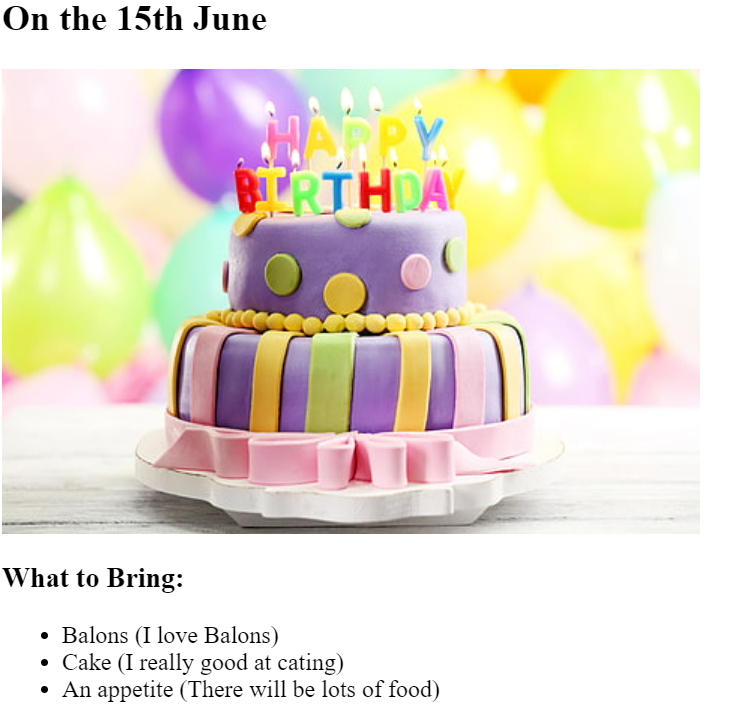 On the 15th June
HAPPY
BIRTHDAY
What to Bring:
Balons (I love Balons)
Cake (I really good at cating)
An appetite (There will be lots of food)